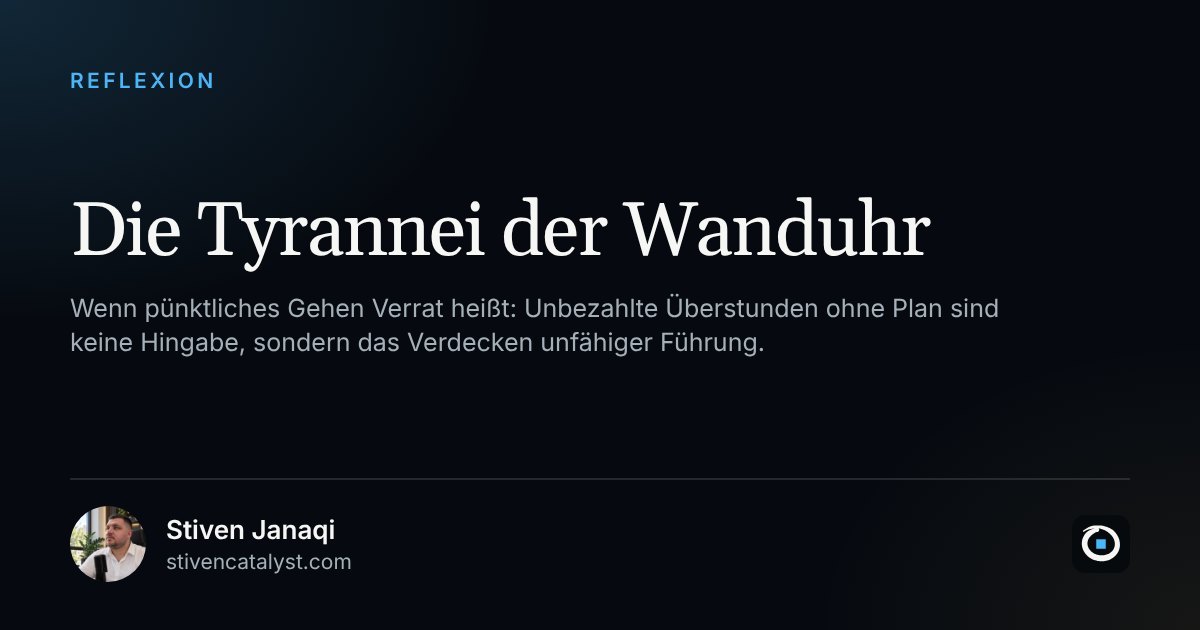 REFLEXION
Die Tyrannei der Wanduhr
Wenn pünktliches Gehen Verrat heißt: Unbezahlte Überstunden ohne Plan sind
keine Hingabe, sondern das Verdecken unfähiger Führung.
Stiven Janaqi
stivencatalyst.com